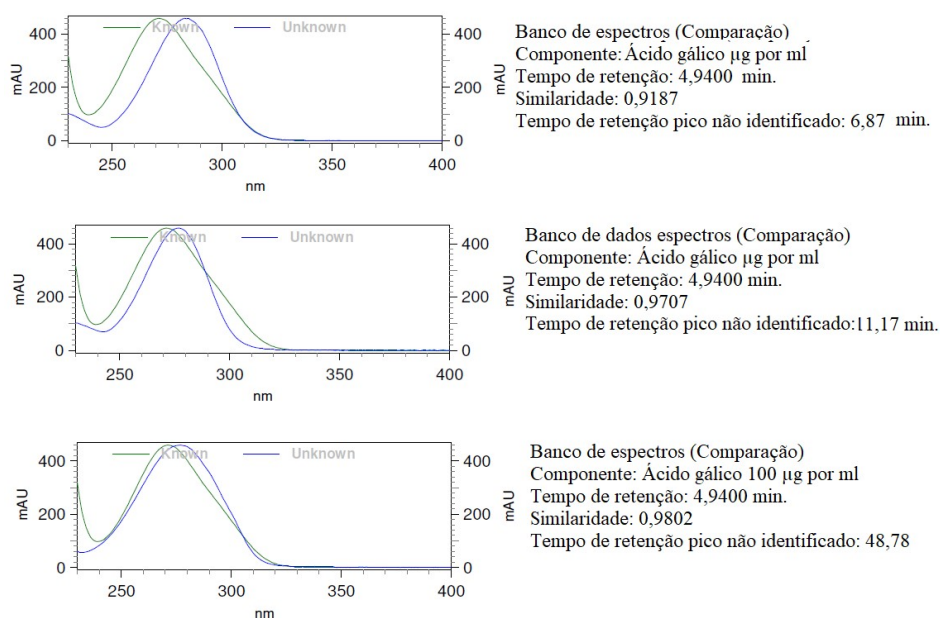 Known Unknown
400 400
200 200
0 0
mAU mAU
250 300 350 400
nm
Banco de espectros (Comparação)
Componente: Ácido gálico µg por ml
Tempo de retenção: 4,9400 min.
Similaridade: 0,9187
Tempo de retenção pico não identificado: 6,87 min.
Known Unknown
400 400
200 200
0 0
mAU mAU
250 300 350 400
nm
Banco de dados espectros (Comparação)
Componente: Ácido gálico µg por ml
Tempo de retenção: 4,9400 min.
Similaridade: 0,9707
Tempo de retenção pico não identificado:11,17 min.
Known Unknown
400 400
200 200
0 0
mAU mAU
250 300 350 400
nm
Banco de espectros (Comparação)
Componente: Ácido gálico 100 µg por ml
Tempo de retenção: 4,9400 min.
Similaridade: 0,9802
Tempo de retenção pico não identificado: 48,78